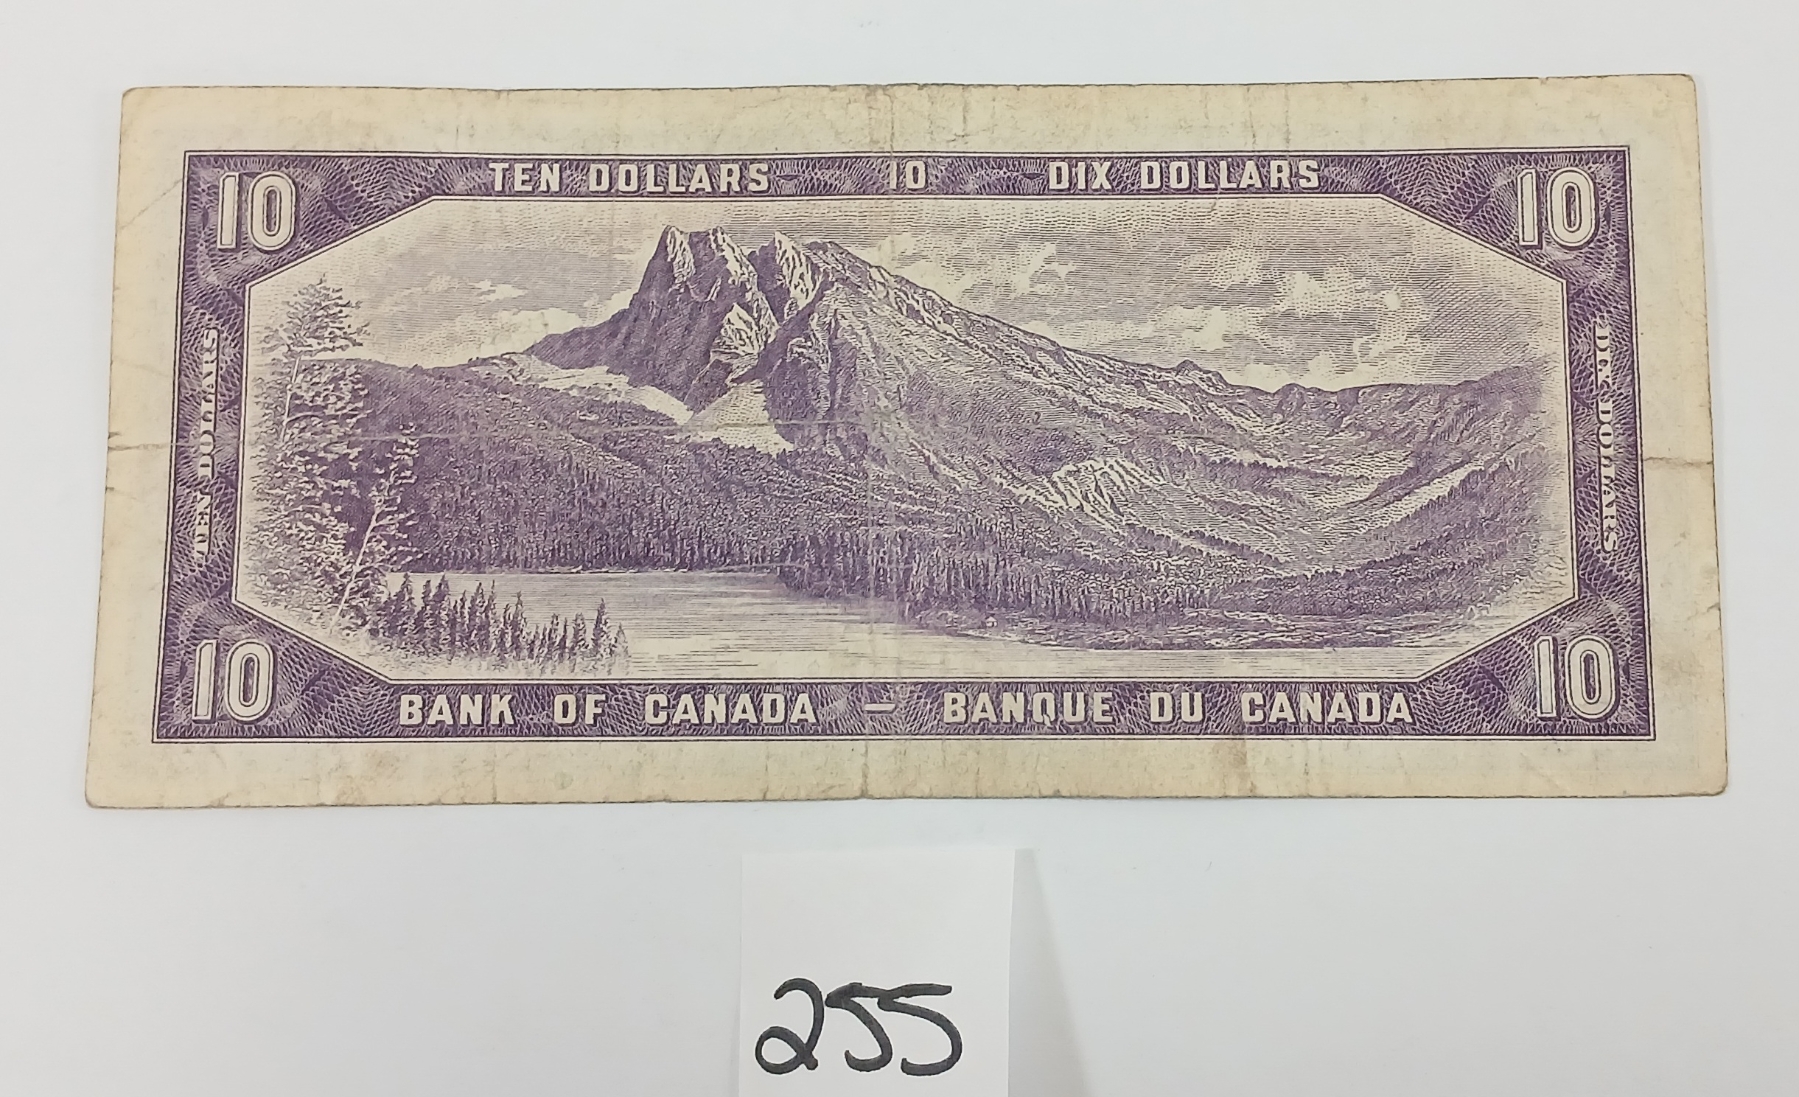 TEN DOLLARS 10 DIX DOLLARS
10 10
TEN DOLLARS
DIX DOLLARS
10 10
BANK OF CANADA — BANQUE DU CANADA
255